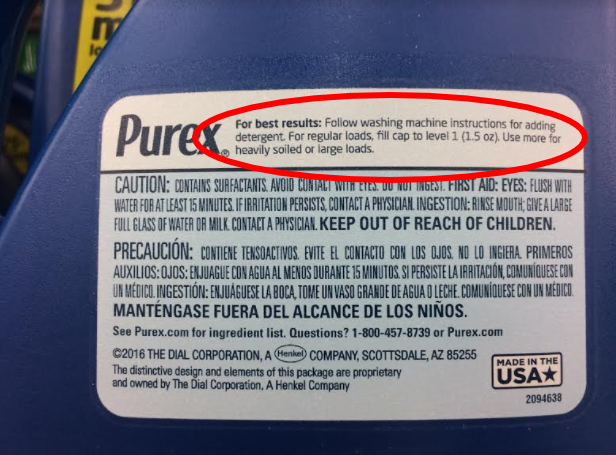 Purex®
For best results: Follow washing machine instructions for adding
detergent. For regular loads, fill cap to level 1 (1.5 oz). Use more for
heavily soiled or large loads.
CAUTION: CONTAINS SURFACTANTS. AVOID CONTACT WITH EYES. DO NOT INGEST. FIRST AID: EYES: FLUSH WITH
WATER FOR AT LEAST 15 MINUTES. IF IRRITATION PERSISTS, CONTACT A PHYSICIAN. INGESTION: RINSE MOUTH; GIVE A LARGE
FULL GLASS OF WATER OR MILK. CONTACT A PHYSICIAN. KEEP OUT OF REACH OF CHILDREN.
PRECAUCIÓN: CONTIENE TENSOACTIVOS. EVITE EL CONTACTO CON LOS OJOS. NO LO INGIERA. PRIMEROS
AUXILIOS: OJOS: ENJUAGUE CON AGUA AL MENOS DURANTE 15 MINUTOS. SI PERSISTE LA IRRITACIÓN, COMUNÍQUESE CON
UN MÉDICO. INGESTIÓN: ENJUÁGUESE LA BOCA, TOME UN VASO GRANDE DE AGUA O LECHE. COMUNÍQUESE CON UN MÉDICO.
MANTÉNGASE FUERA DEL ALCANCE DE LOS NIÑOS.
See Purex.com for ingredient list. Questions? 1-800-457-8739 or Purex.com
©2016 THE DIAL CORPORATION, A Henkel COMPANY, SCOTTSDALE, AZ 85255
The distinctive design and elements of this package are proprietary
and owned by The Dial Corporation, A Henkel Company
MADE IN THE
USA★
2094638